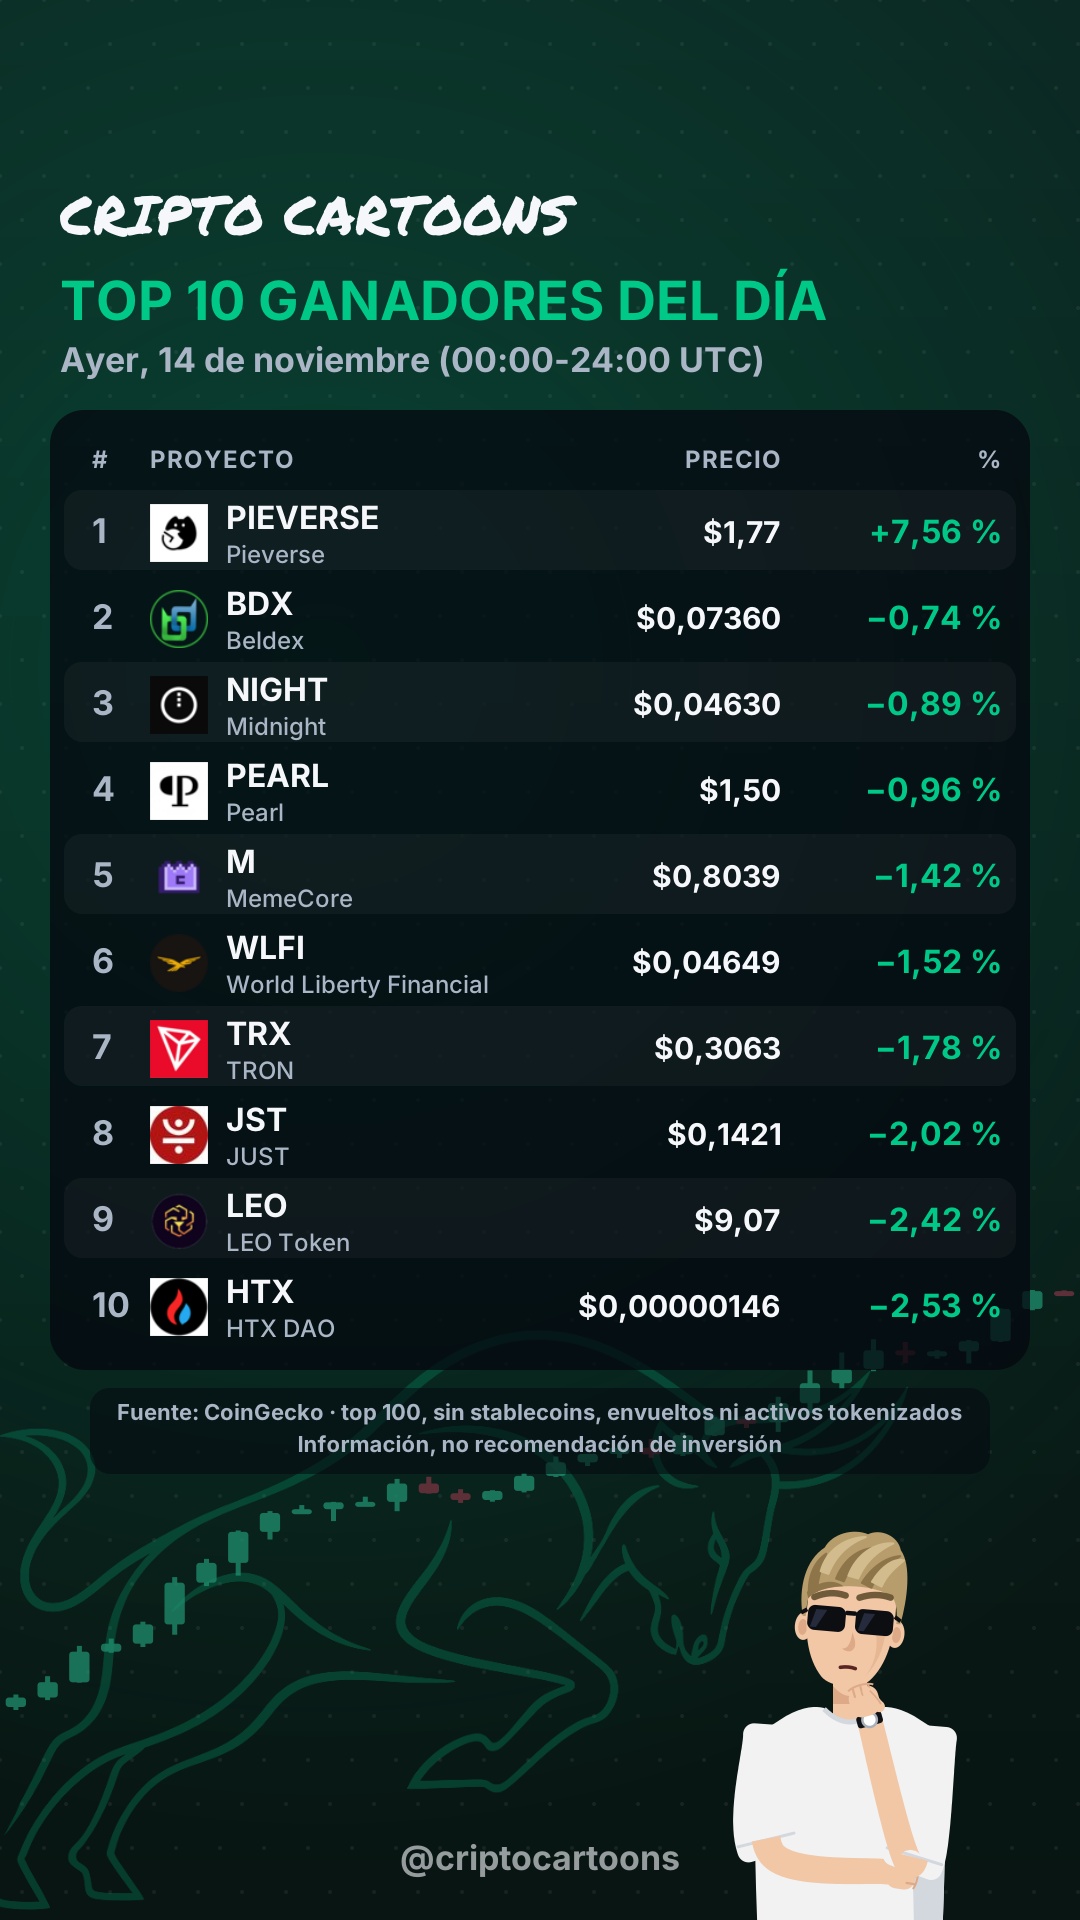 CRIPTO CARTOONS
TOP 10 GANADORES DEL DÍA
Ayer, 14 de noviembre (00:00-24:00 UTC)
# PROYECTO PRECIO %
1 PIEVERSE $1,77 +7,56 %
Pieverse
2 BDX $0,07360 −0,74 %
Beldex
3 NIGHT $0,04630 −0,89 %
Midnight
4 PEARL $1,50 −0,96 %
Pearl
5 M $0,8039 −1,42 %
MemeCore
6 WLFI $0,04649 −1,52 %
World Liberty Financial
7 TRX $0,3063 −1,78 %
TRON
8 JST $0,1421 −2,02 %
JUST
9 LEO $9,07 −2,42 %
LEO Token
10 HTX $0,00000146 −2,53 %
HTX DAO
Fuente: CoinGecko · top 100, sin stablecoins, envueltos ni activos tokenizados
Información, no recomendación de inversión
@criptocartoons